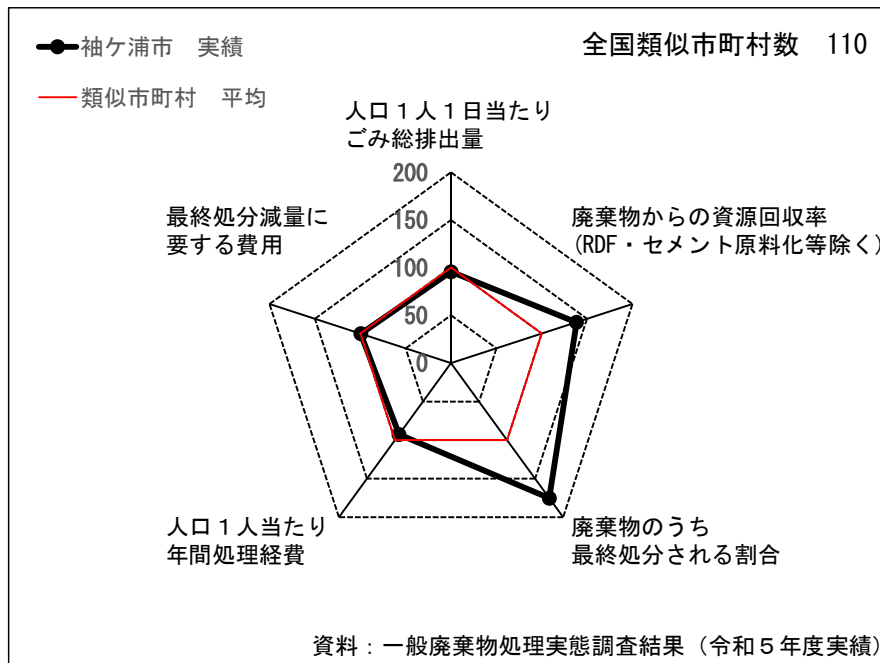 袖ケ浦市　実績
全国類似市町村数　110
類似市町村　平均
人口１人１日当たり
ごみ総排出量
200
150
100
50
0
最終処分減量に
要する費用
廃棄物からの資源回収率
(RDF・セメント原料化等除く)
人口１人当たり
年間処理経費
廃棄物のうち
最終処分される割合
資料：一般廃棄物処理実態調査結果（令和５年度実績)